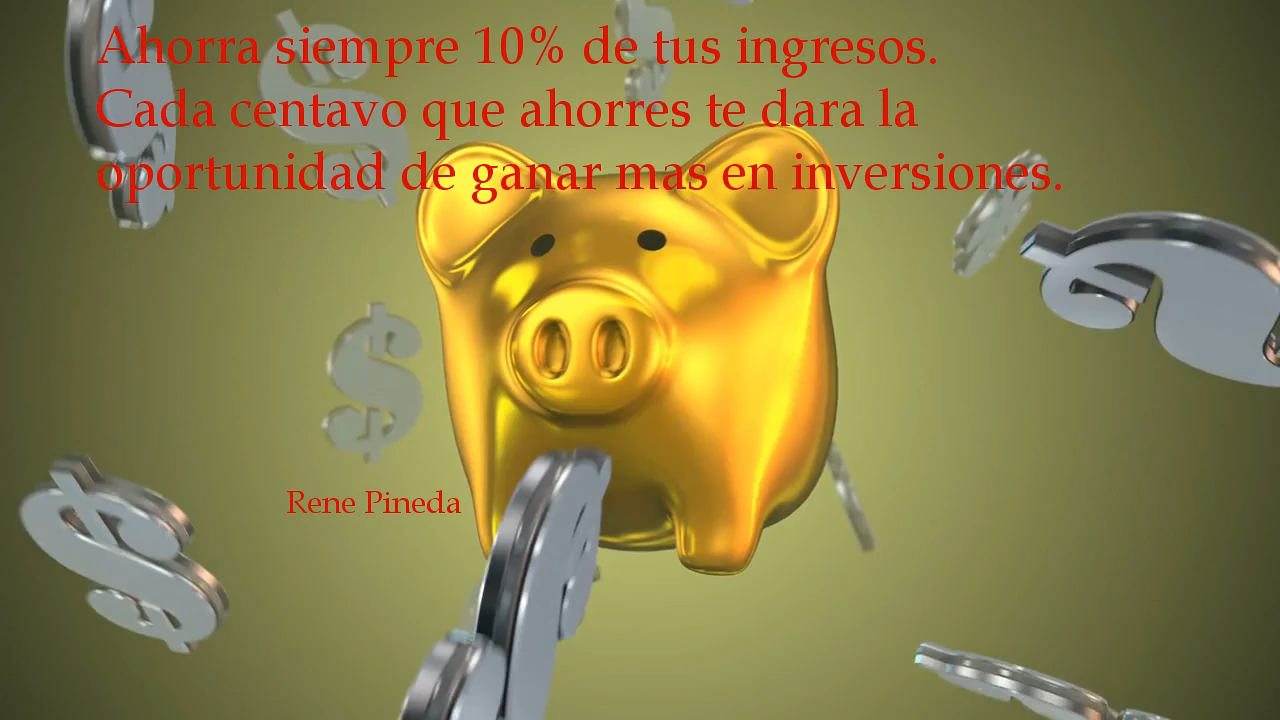 Ahorra siempre 10% de tus ingresos.
Cada centavo que ahorres te dara la
oportunidad de ganar mas en inversiones.
Rene Pineda